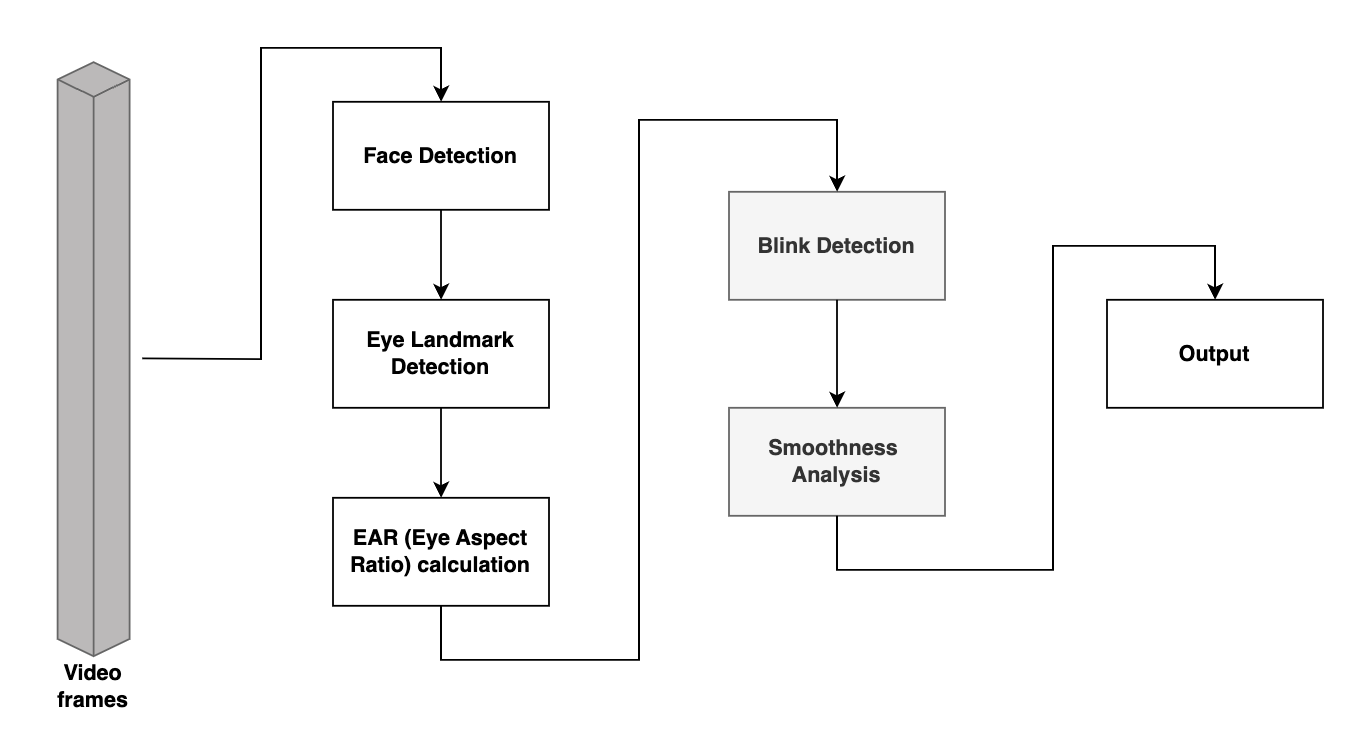 Video
frames
Face Detection
Eye Landmark
Detection
EAR (Eye Aspect
Ratio) calculation
Blink Detection
Smoothness
Analysis
Output